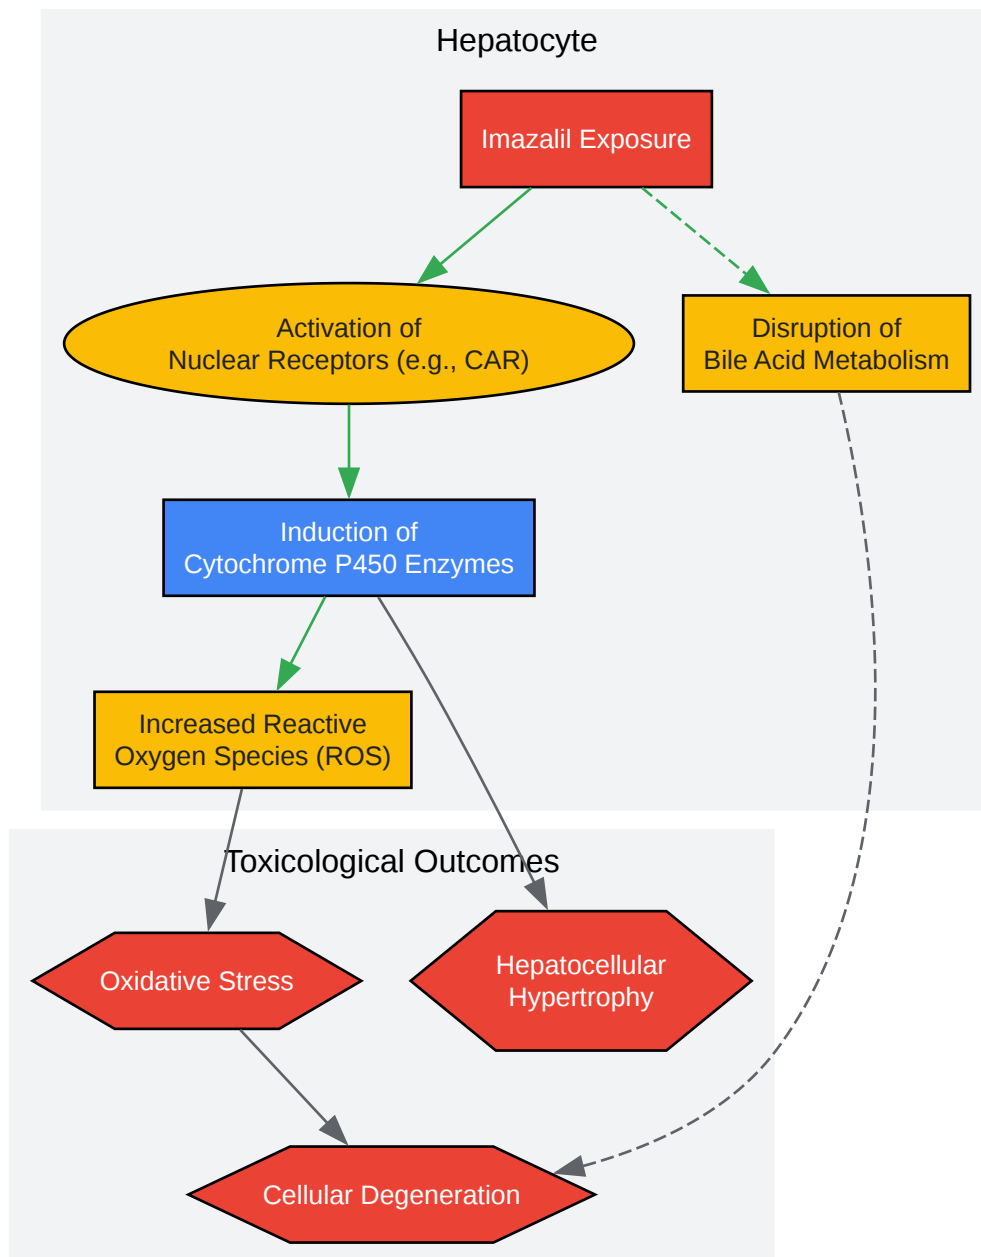 Hepatocyte
Imazalil Exposure
Activation of
Nuclear Receptors (e.g., CAR)
Disruption of
Bile Acid Metabolism
Induction of
Cytochrome P450 Enzymes
Increased Reactive
Oxygen Species (ROS)
Toxicological Outcomes
Oxidative Stress
Hepatocellular
Hypertrophy
Cellular Degeneration